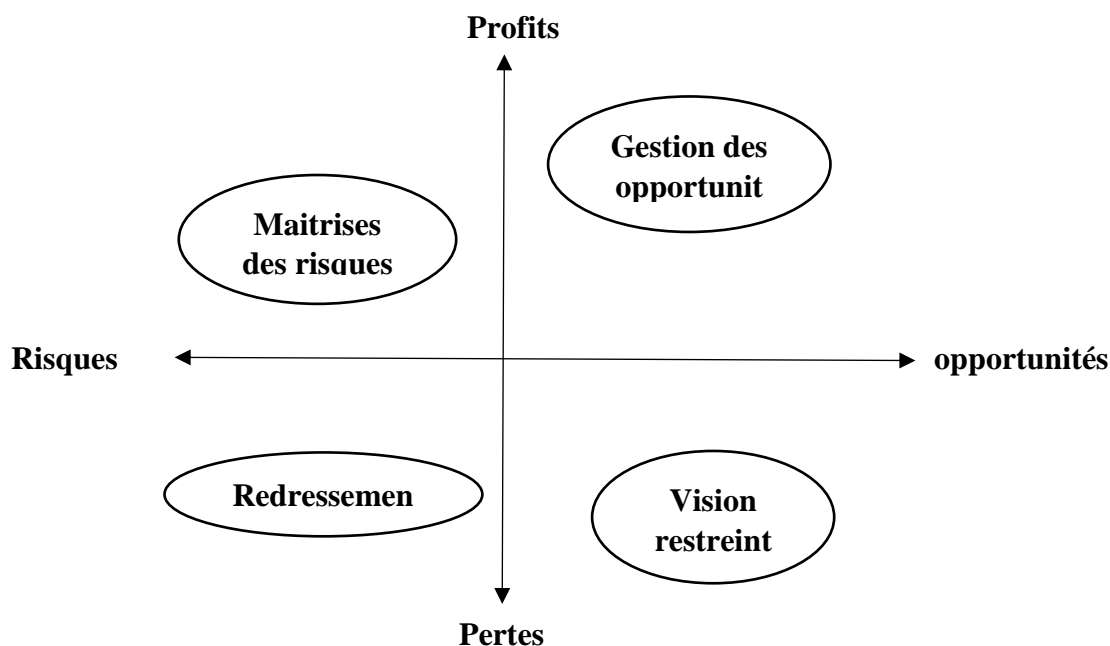 Profits
Gestion des
opportunit
Maitrises
des risques
Risques
opportunités
Redressemen
Vision
restreint
Pertes